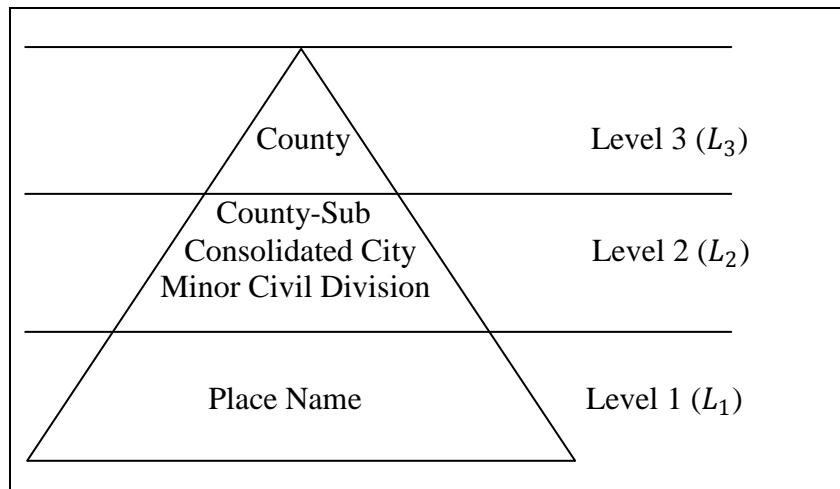 County Level 3 (L₃)
County-Sub
Consolidated City Level 2 (L₂)
Minor Civil Division
Place Name Level 1 (L₁)